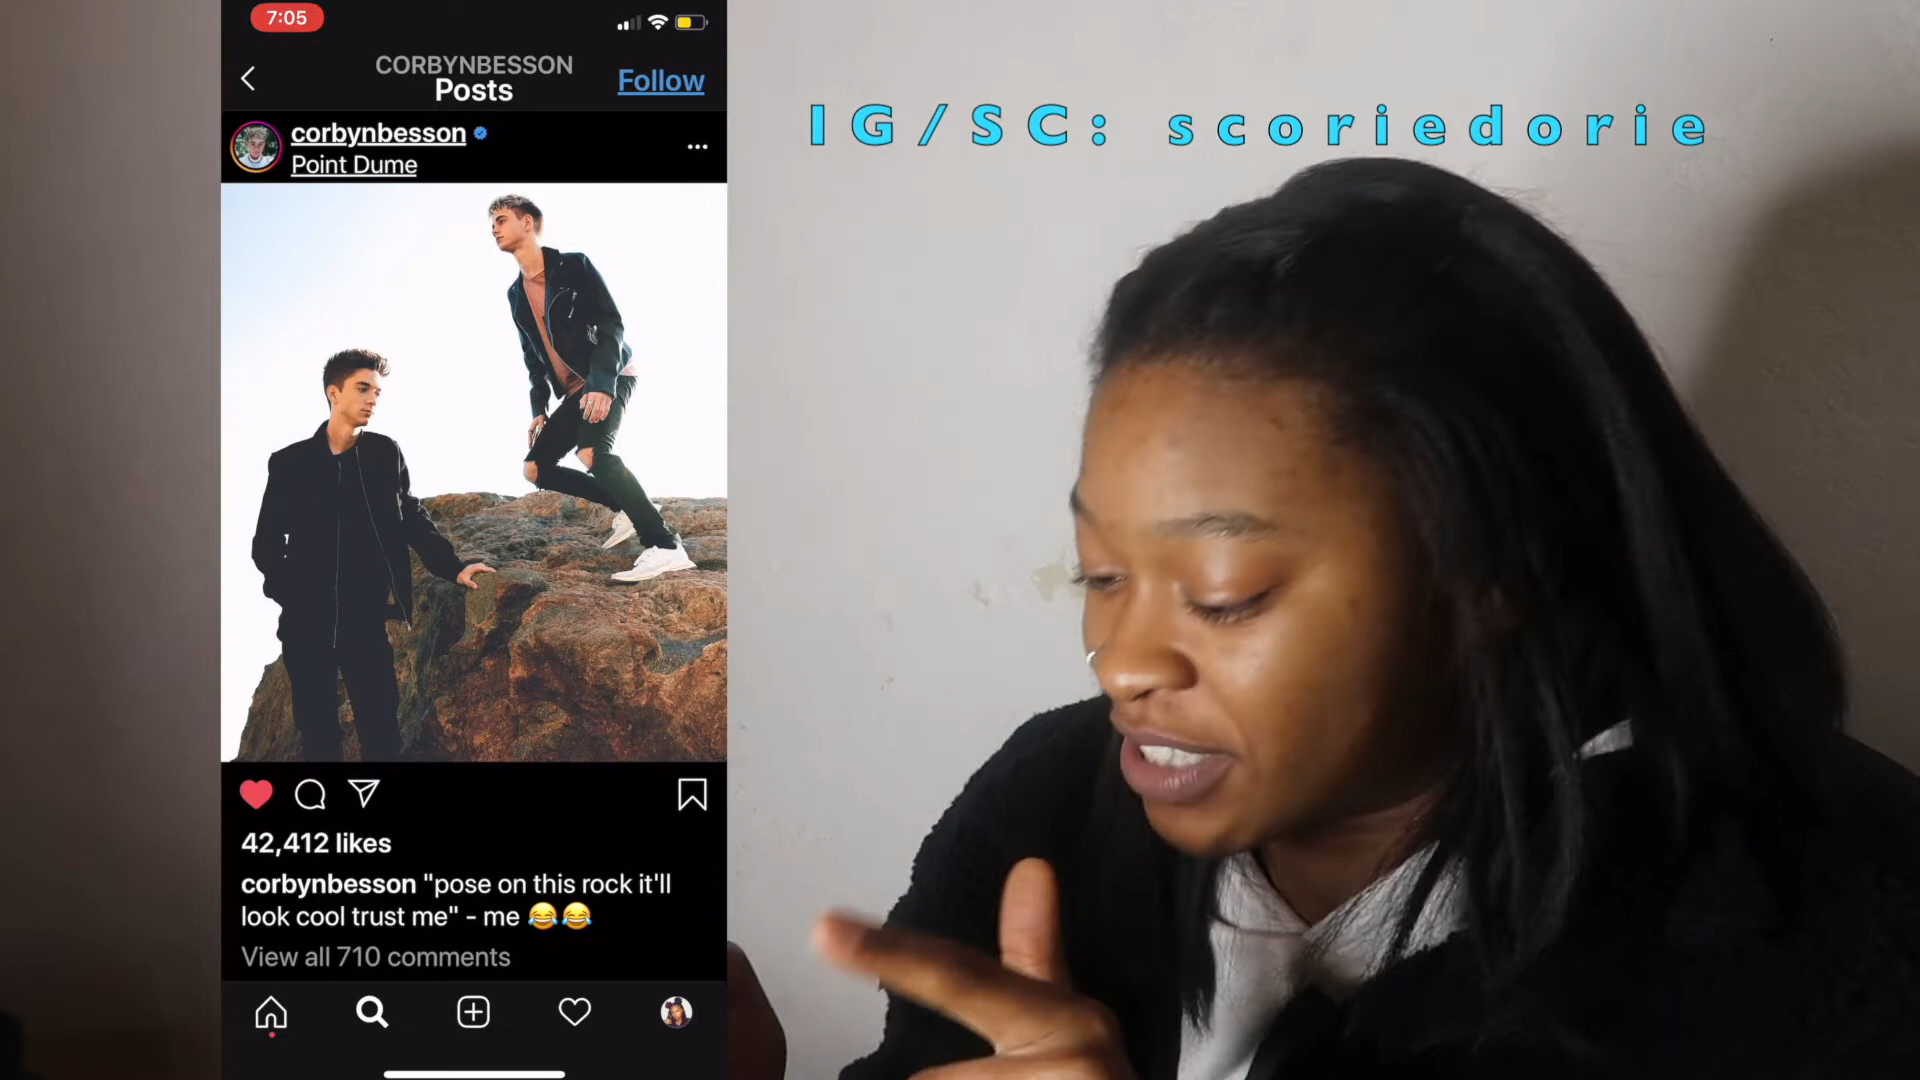 7:05
CORBYNBESSON
Posts
Follow
corbynbesson
Point Dume
42,412 likes
corbynbesson "pose on this rock it'll
look cool trust me" - me 😂😂
View all 710 comments
IG/SC: scoriedorie